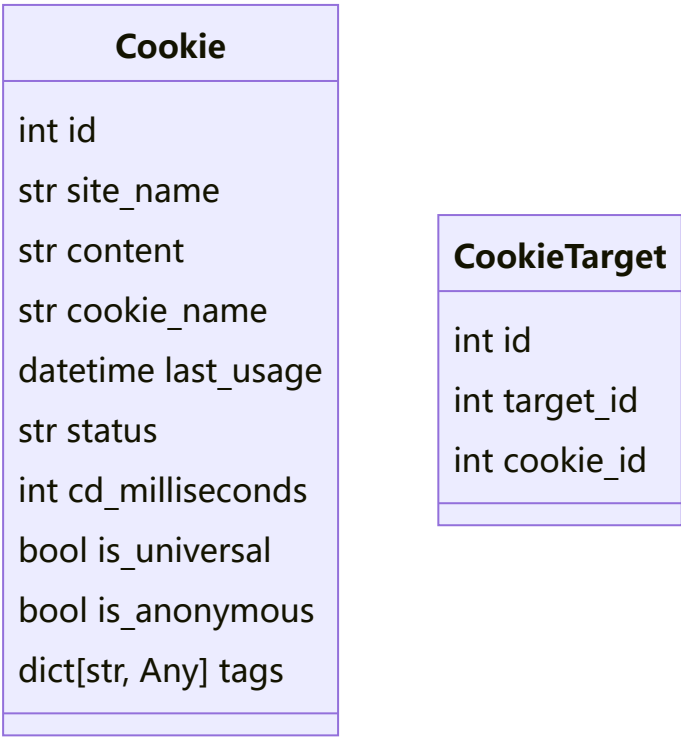 Cookie
int id
str site_name
str content
str cookie_name
datetime last_usage
str status
int cd_milliseconds
bool is_universal
bool is_anonymous
dict[str, Any] tags
CookieTarget
int id
int target_id
int cookie_id